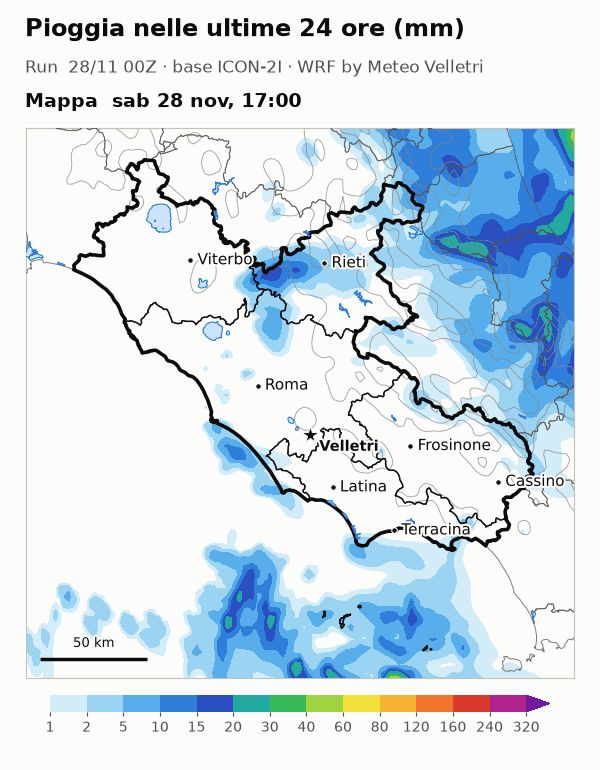 Pioggia nelle ultime 24 ore (mm)
Run  28/11 00Z · base ICON-2I · WRF by Meteo Velletri
Mappa  sab 28 nov, 17:00
Viterbo
Rieti
Roma
Velletri
Frosinone
Latina
Cassino
Terracina
50 km
1 2 5 10 15 20 30 40 60 80 120 160 240 320